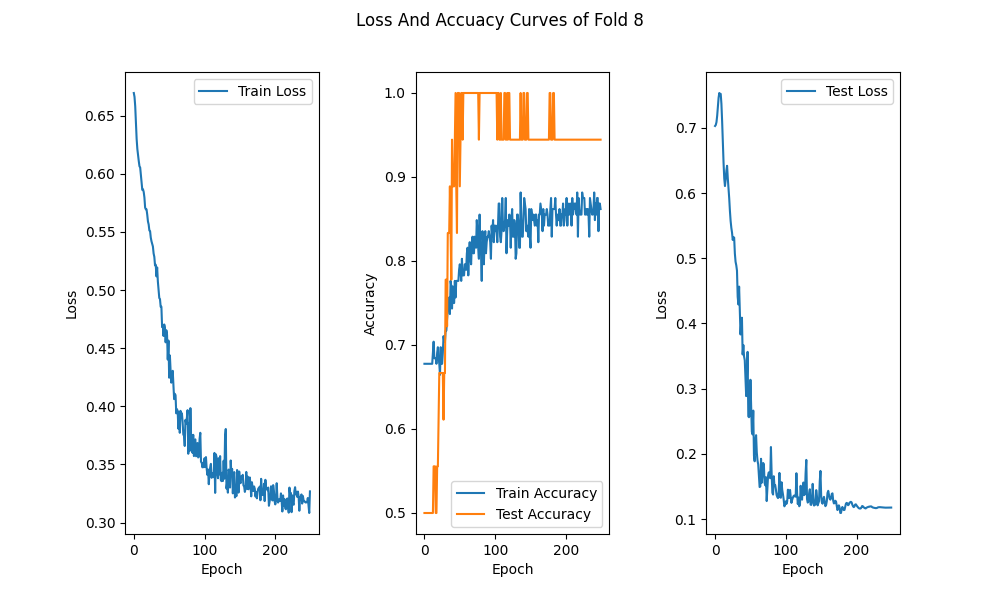 Loss And Accuacy Curves of Fold 8
Train Loss
0.65
0.60
0.55
0.50
0.45
0.40
0.35
0.30
Loss
0
100
200
Epoch
1.0
0.9
0.8
0.7
0.6
0.5
Accuracy
Train Accuracy
Test Accuracy
0
100
200
Epoch
Test Loss
0.7
0.6
0.5
0.4
0.3
0.2
0.1
Loss
0
100
200
Epoch